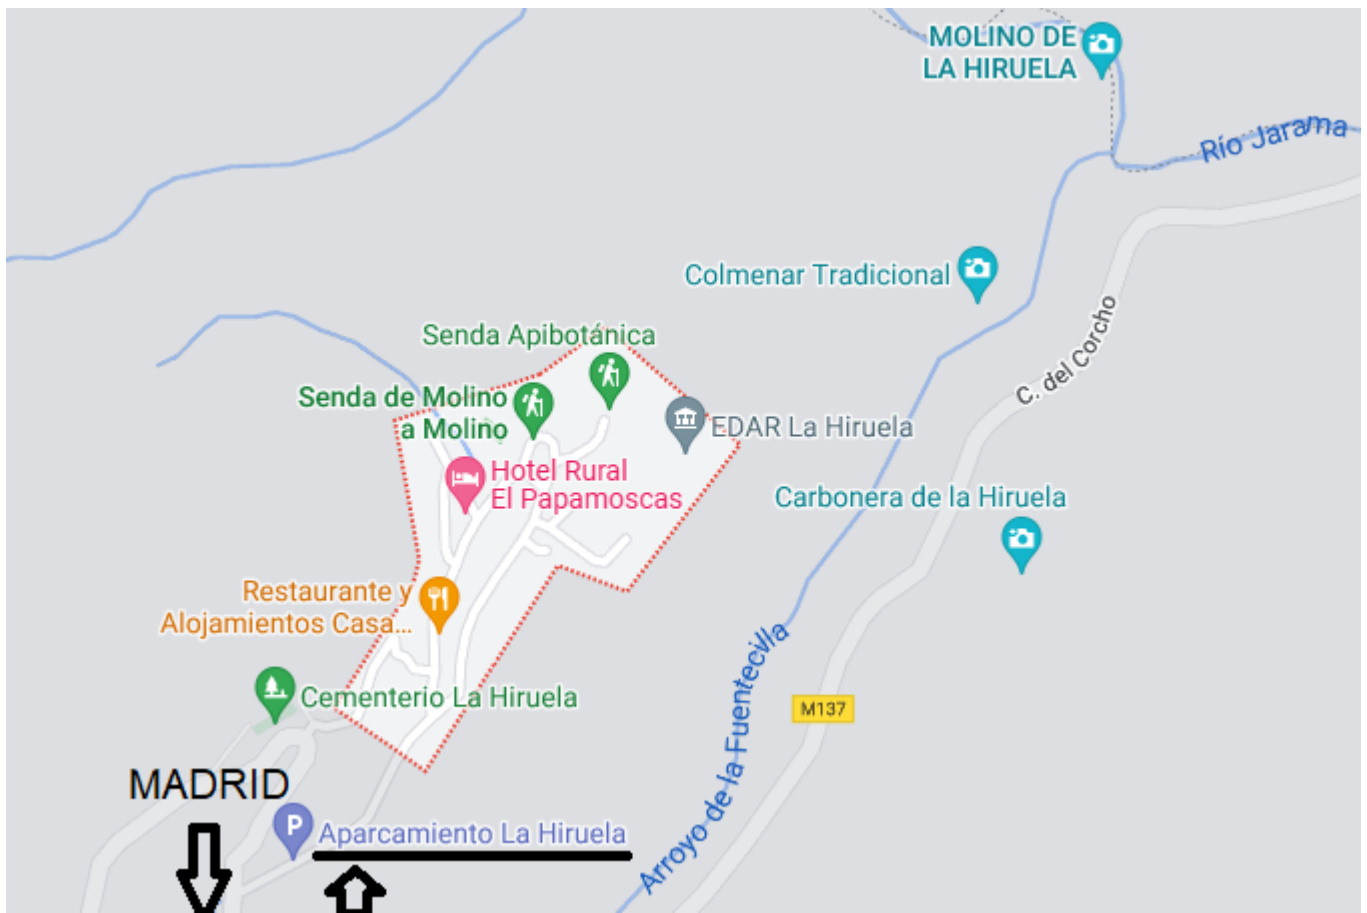 MOLINO DE
LA HIRUELA
Río Jarama
Colmenar Tradicional
C. del Corcho
Senda Apibotánica
Senda de Molino
a Molino
EDAR La Hiruela
Hotel Rural
El Papamoscas
Carbonera de la Hiruela
Restaurante y
Alojamientos Casa...
Arroyo de la Fuentecilla
Cementerio La Hiruela
M137
MADRID
P
Aparcamiento La Hiruela